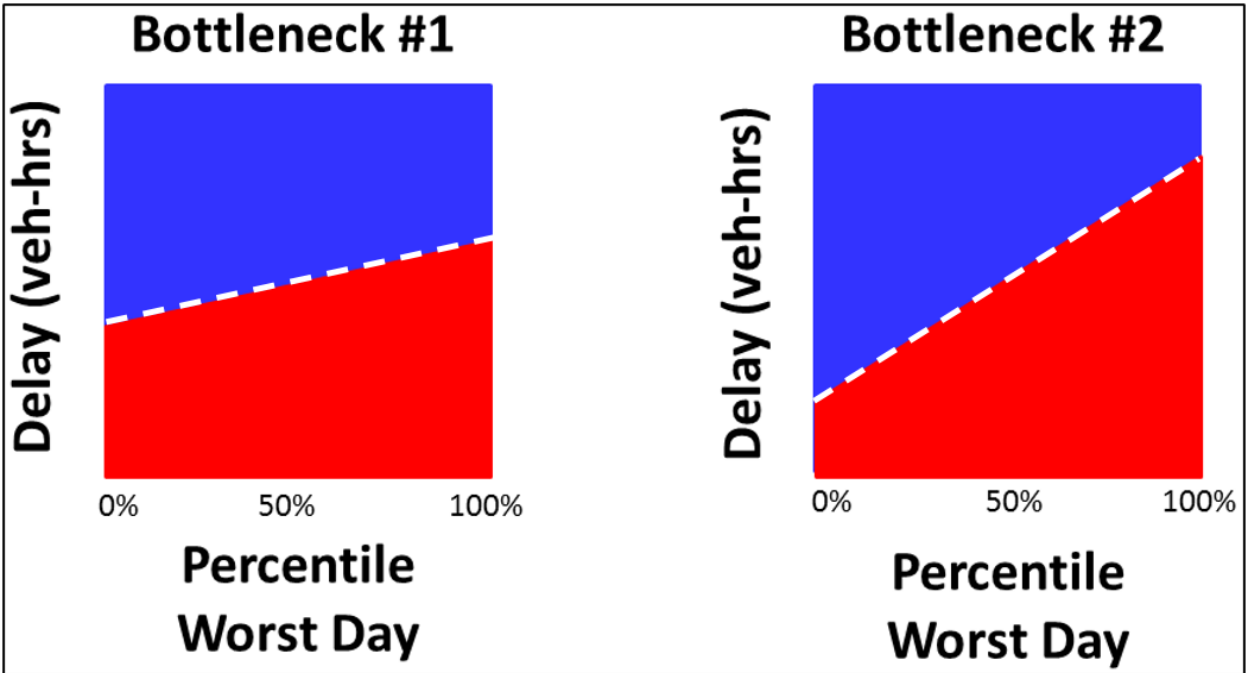 Bottleneck #1
Delay (veh-hrs)
0% 50% 100%
Percentile
Worst Day
Bottleneck #2
Delay (veh-hrs)
0% 50% 100%
Percentile
Worst Day